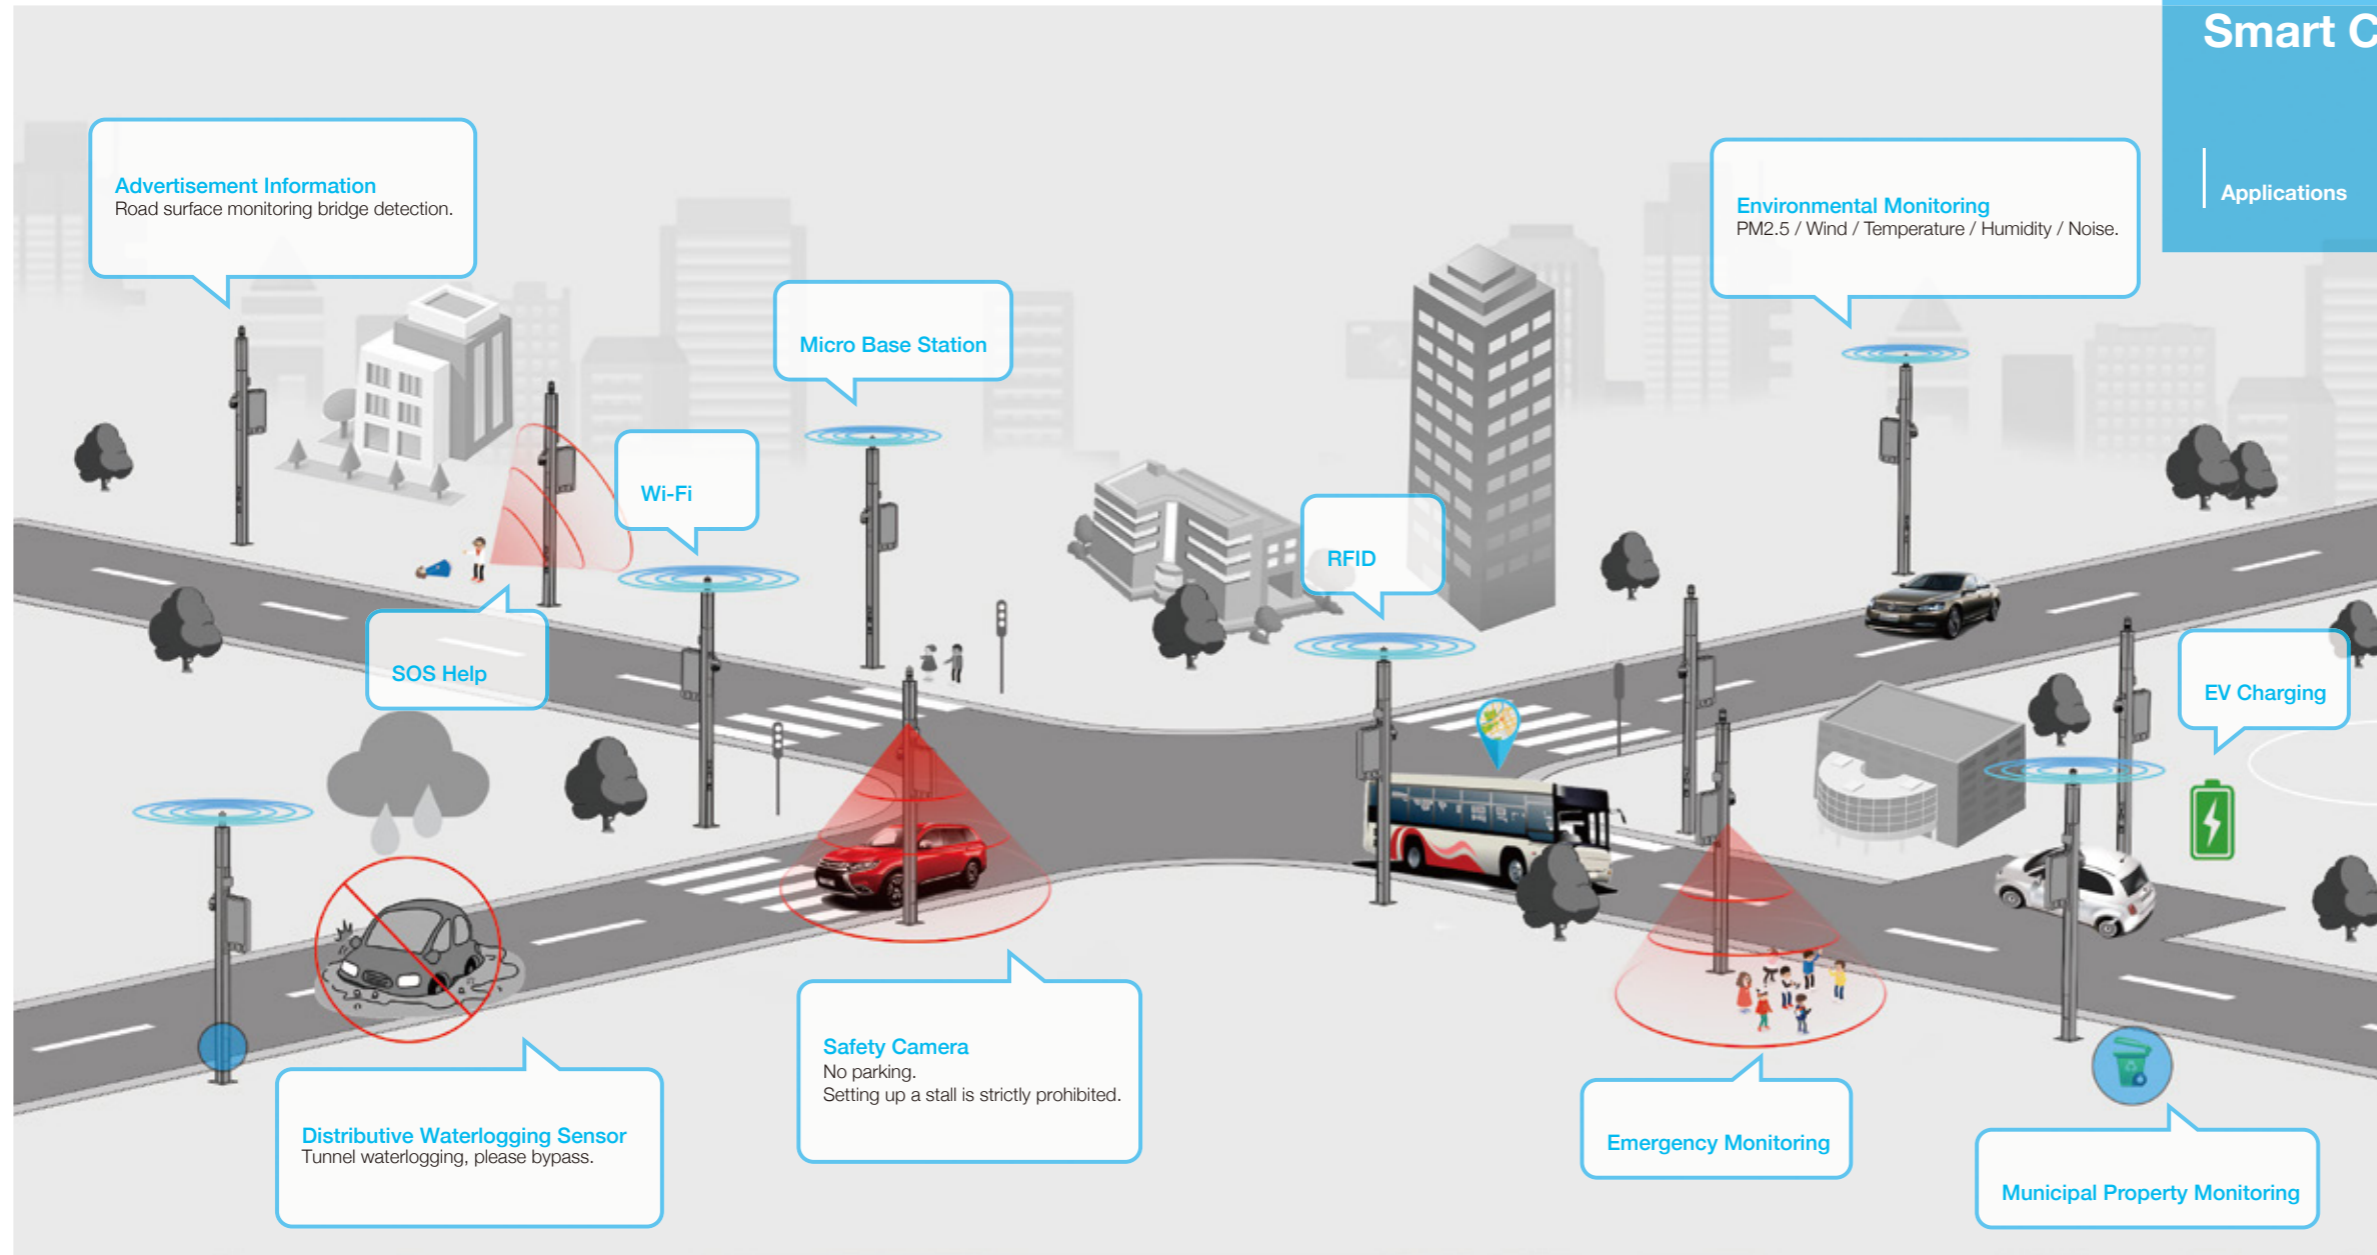 Smart C
Applications
Advertisement Information
Road surface monitoring bridge detection.
Environmental Monitoring
PM2.5 / Wind / Temperature / Humidity / Noise.
Micro Base Station
Wi-Fi
RFID
SOS Help
EV Charging
Safety Camera
No parking.
Setting up a stall is strictly prohibited.
Distributive Waterlogging Sensor
Tunnel waterlogging, please bypass.
Emergency Monitoring
Municipal Property Monitoring